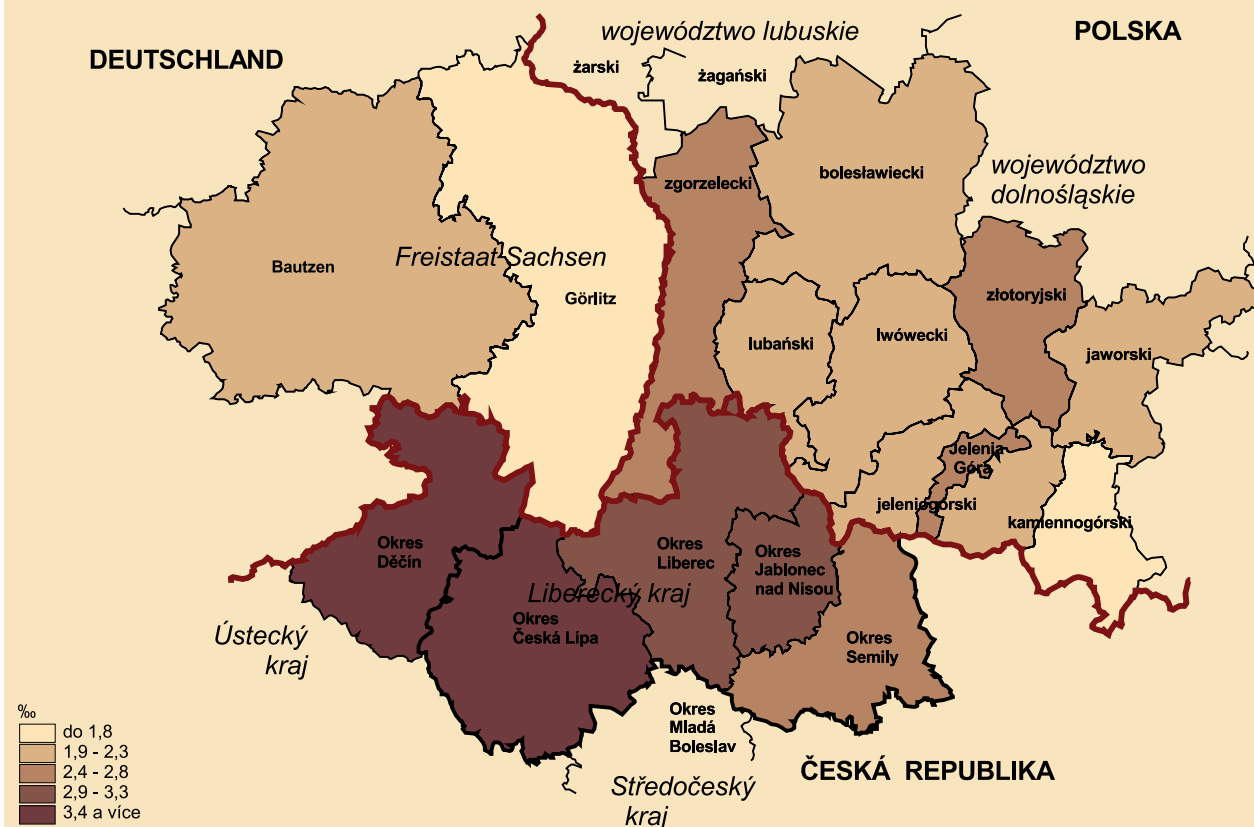 województwo lubuskie
POLSKA
DEUTSCHLAND
żarski
żagański
bolesławiecki
województwo
dolnośląskie
zgorzelecki
Freistaat Sachsen
Bautzen
Görlitz
złotoryjski
lubański
lwówecki
jaworski
Jelenia
Góra
jeleniogórski
kamiennogórski
Okres
Děčín
Okres
Liberec
Okres
Jablonec
nad Nisou
Liberecký kraj
Okres
Česká Lípa
Ústecký
kraj
Okres
Semily
Okres
Mladá
Boleslav
ČESKÁ REPUBLIKA
Středočeský
kraj
‰
do 1,8
1,9 - 2,3
2,4 - 2,8
2,9 - 3,3
3,4 a více